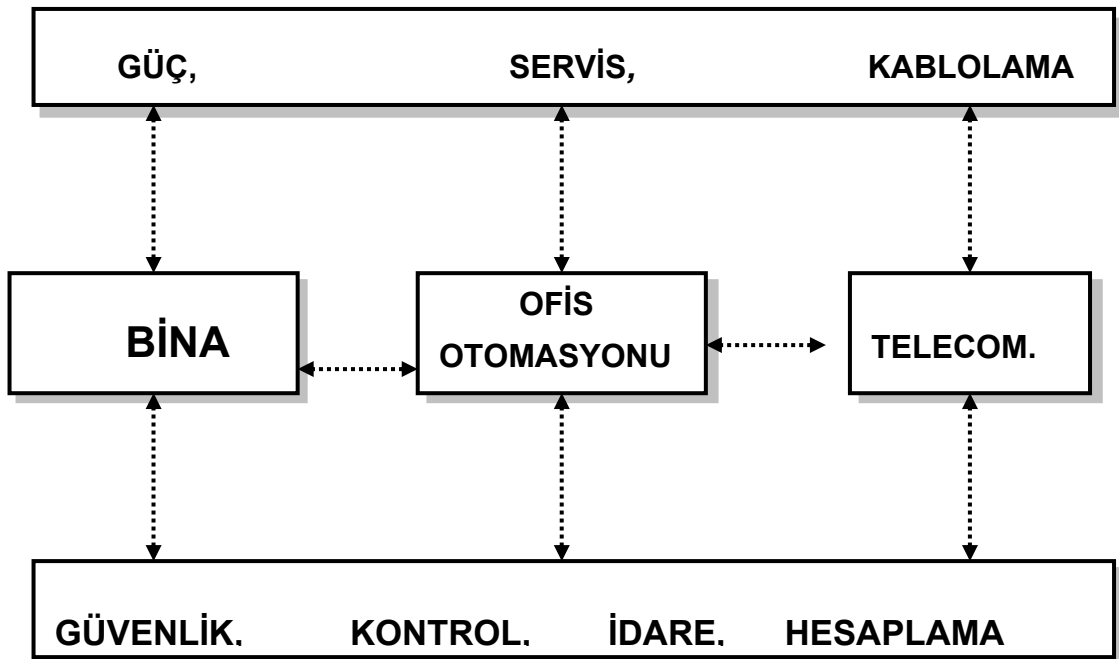 GÜÇ, SERVİS, KABLOLAMA
BİNA
OFİS
OTOMASYONU
TELECOM.
GÜVENLİK, KONTROL, İDARE, HESAPLAMA